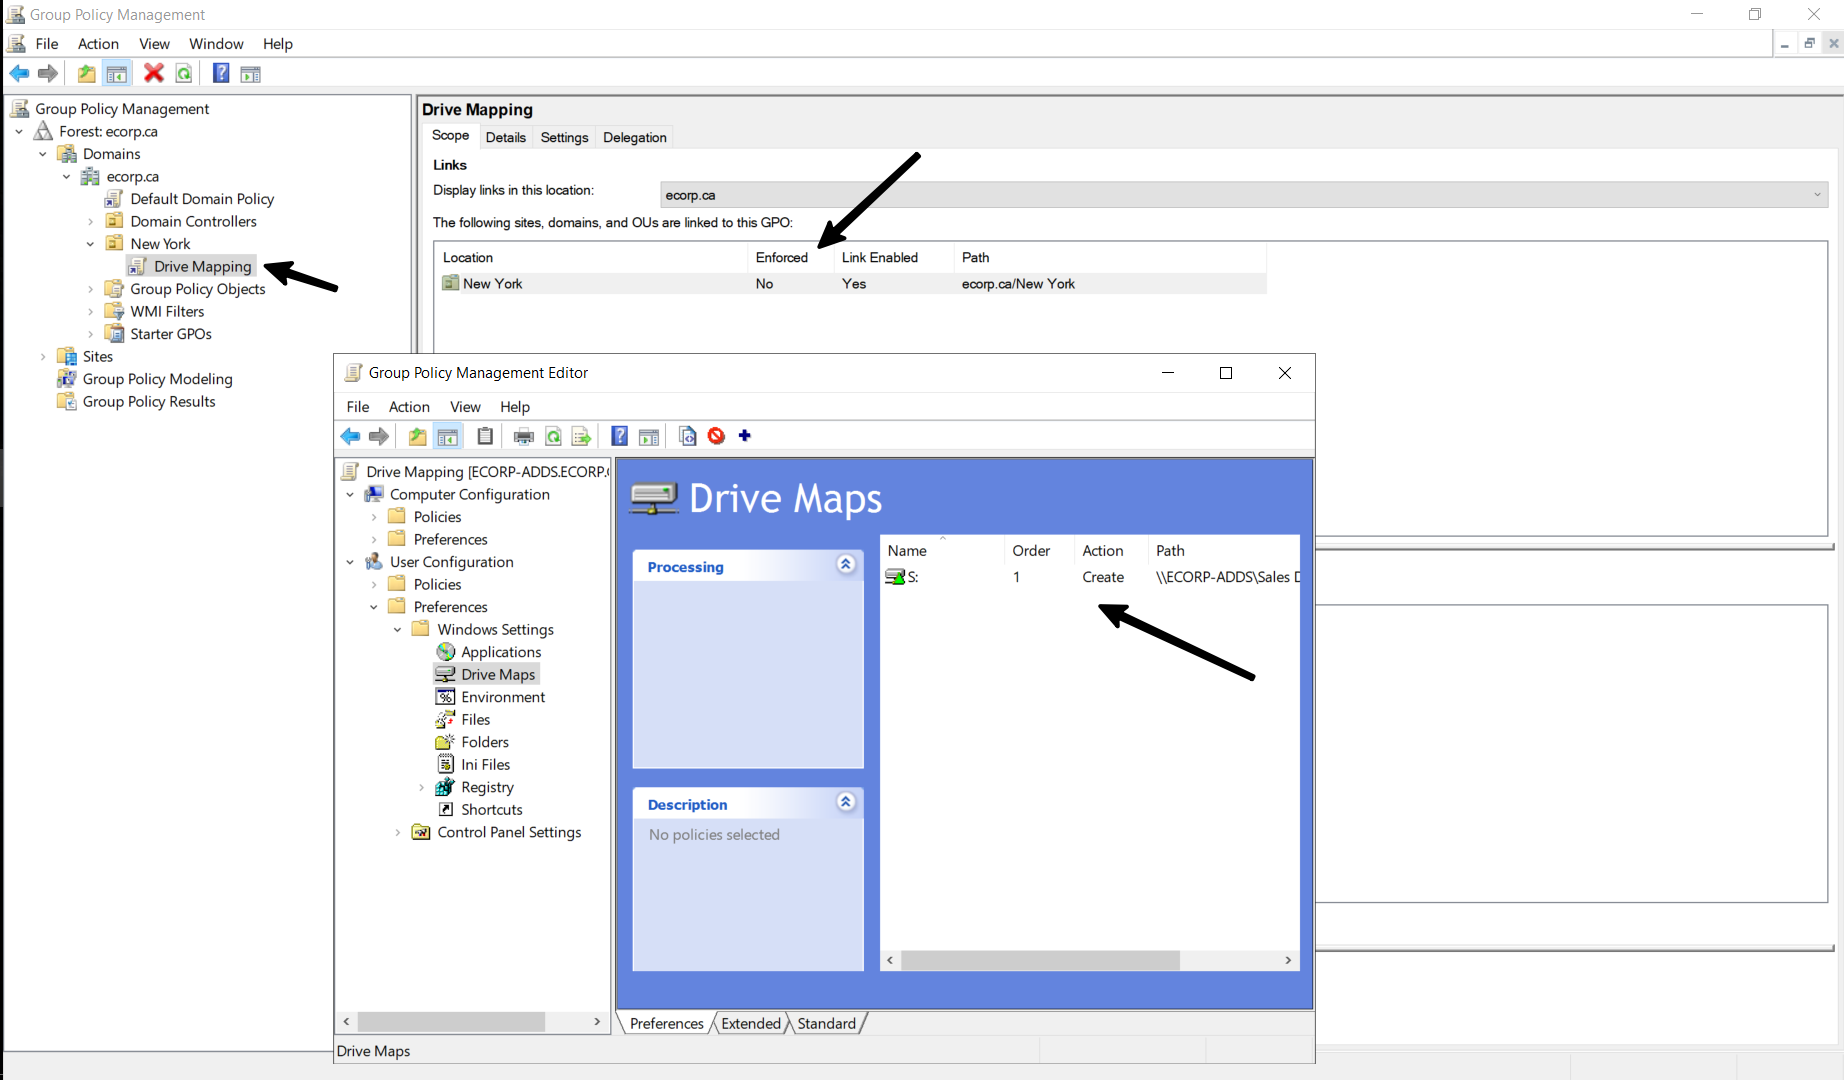 Group Policy Management
File Action View Window Help
Group Policy Management
Forest: ecorp.ca
Domains
ecorp.ca
Default Domain Policy
Domain Controllers
New York
Drive Mapping
Group Policy Objects
WMI Filters
Starter GPOs
Sites
Group Policy Modeling
Group Policy Results
Drive Mapping
Scope Details Settings Delegation
Links
Display links in this location: ecorp.ca
The following sites, domains, and OUs are linked to this GPO:
Location Enforced Link Enabled Path
New York No Yes ecorp.ca/New York
Group Policy Management Editor
File Action View Help
Drive Mapping [ECORP-ADDS.ECORP.
Computer Configuration
Policies
Preferences
User Configuration
Policies
Preferences
Windows Settings
Applications
Drive Maps
Environment
Files
Folders
Ini Files
Registry
Shortcuts
Control Panel Settings
Drive Maps
Processing
Description
No policies selected
Name Order Action Path
S: 1 Create \\ECORP-ADDS\Sales
Preferences Extended Standard
Drive Maps